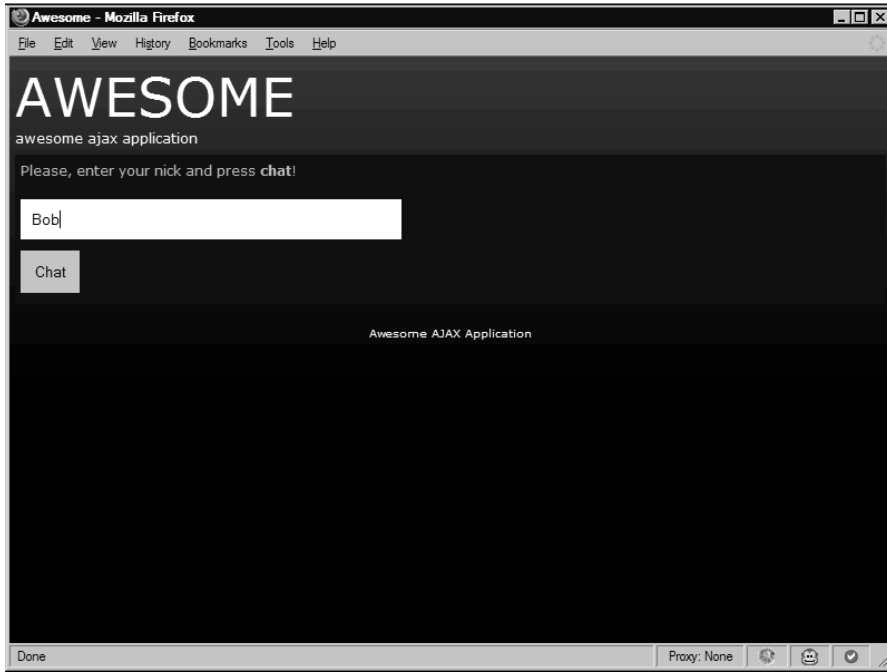 Awesome - Mozilla Firefox
File Edit View History Bookmarks Tools Help
AWESOME
awesome ajax application
Please, enter your nick and press chat!
Bob
Chat
Awesome AJAX Application
Done Proxy: None